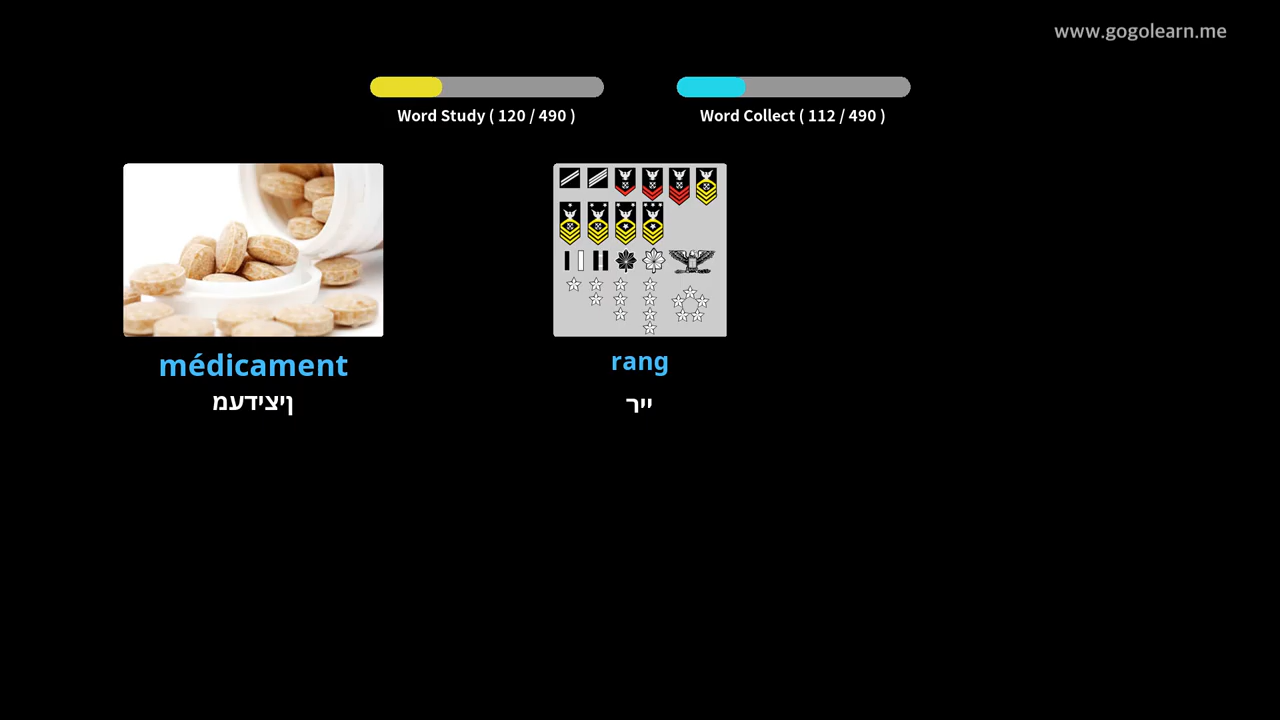 www.gogolearn.me
Word Study ( 120 / 490 )
Word Collect ( 112 / 490 )
médicament
מעדיצין
rang
ריי